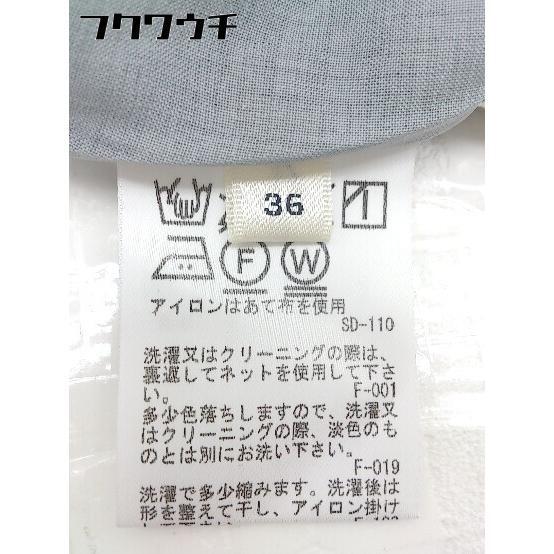 フクワウチ
36
F
W
アイロンはあて布を使用
SD-110
洗濯又はクリーニングの際は、
裏返してネットを使用して下さ
い。
F-001
多少色落ちしますので、洗濯又
はクリーニングの際、淡色のも
のとは別にお洗い下さい。
F-019
洗濯で多少縮みます。洗濯後は
形を整えて干し、アイロン掛け